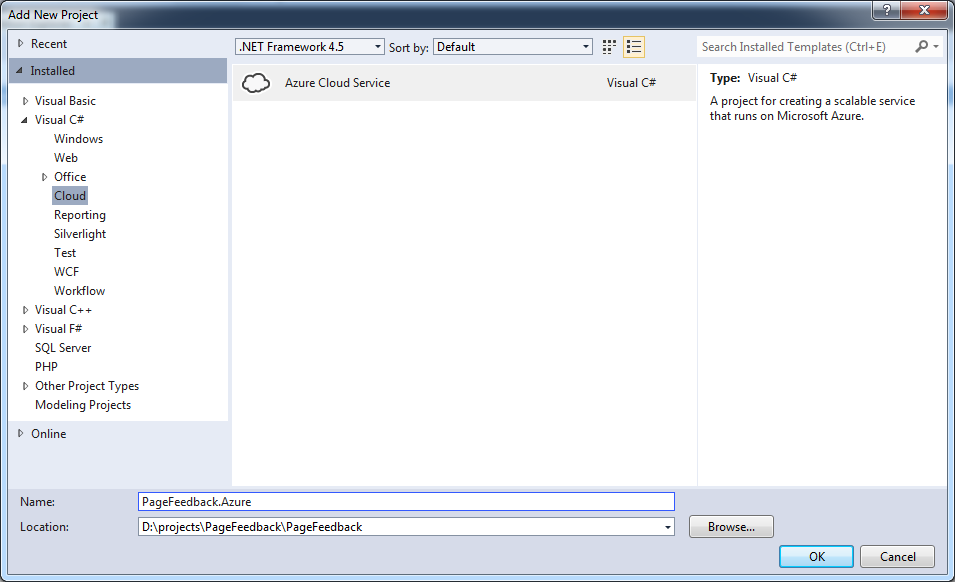 Add New Project
?
Recent
.NET Framework 4.5
Sort by:
Default
Search Installed Templates (Ctrl+E)
Installed
Azure Cloud Service
Visual C#
Type: Visual C#
A project for creating a scalable service
that runs on Microsoft Azure.
Visual Basic
Visual C#
Windows
Web
Office
Cloud
Reporting
Silverlight
Test
WCF
Workflow
Visual C++
Visual F#
SQL Server
PHP
Other Project Types
Modeling Projects
Online
Name:
PageFeedback.Azure
Location:
D:\projects\PageFeedback\PageFeedback
Browse...
OK
Cancel